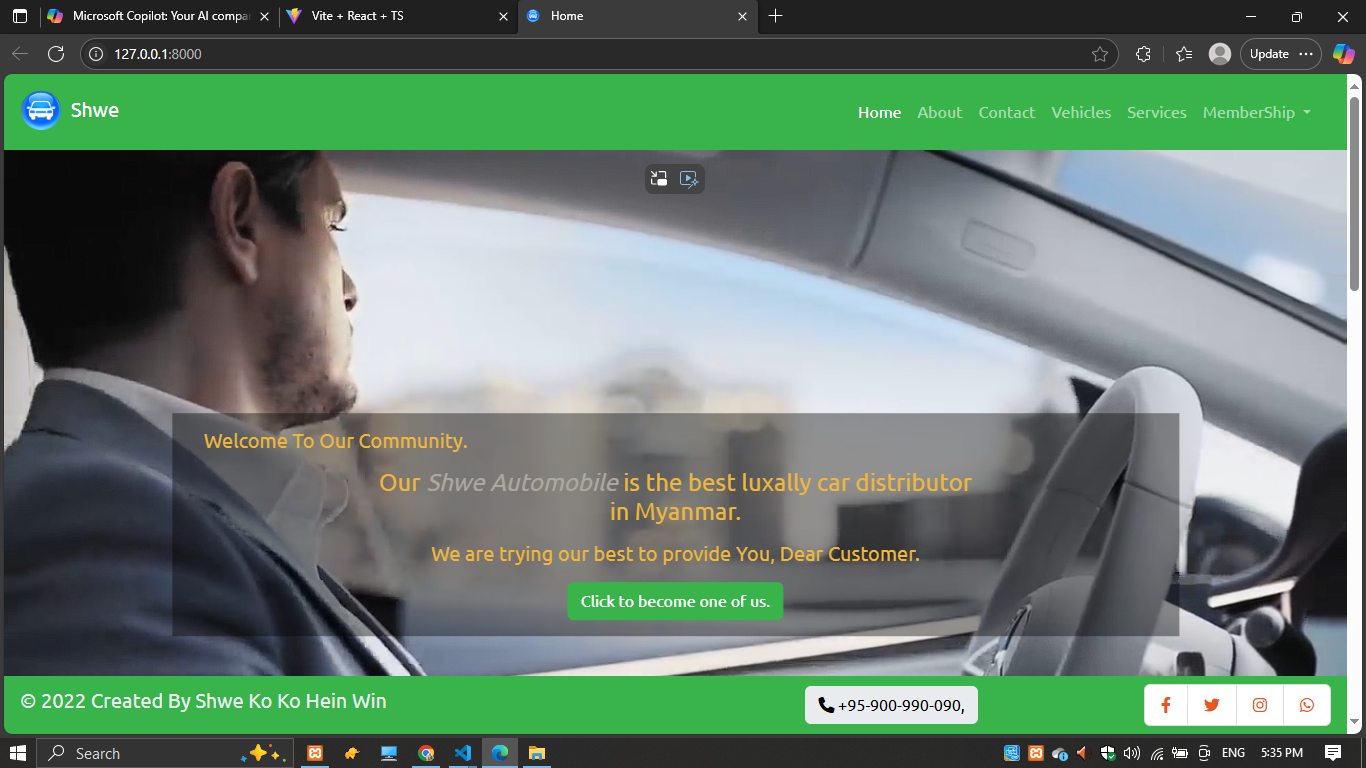 Microsoft Copilot: Your AI compa
Vite + React + TS
Home
127.0.0.1:8000
Update
Shwe
Home About Contact Vehicles Services MemberShip
Welcome To Our Community.
Our Shwe Automobile is the best luxally car distributor
in Myanmar.
We are trying our best to provide You, Dear Customer.
Click to become one of us.
© 2022 Created By Shwe Ko Ko Hein Win
+95-900-990-090,
Search
ENG
5:35 PM